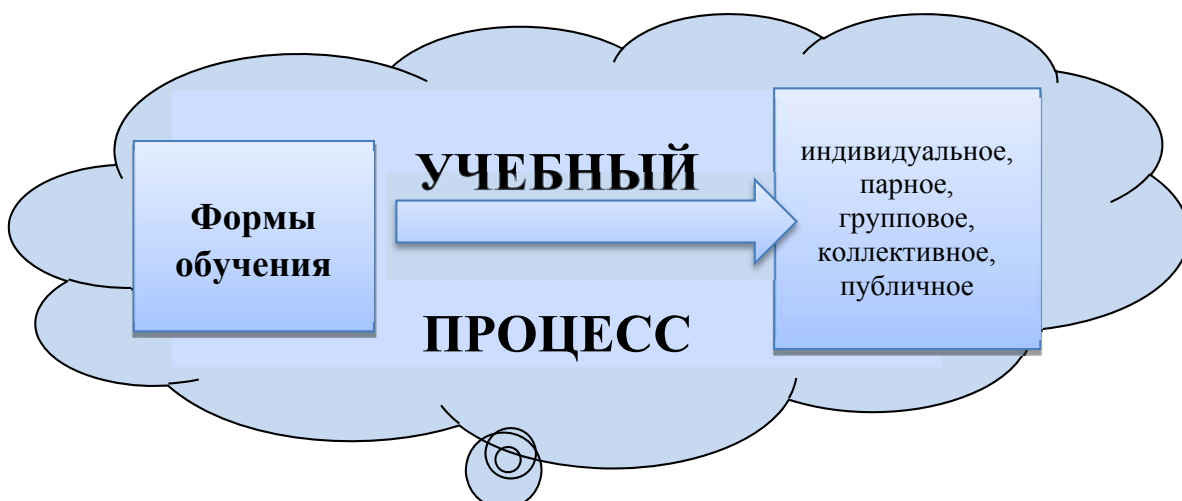 УЧЕБНЫЙ
Формы
обучения
индивидуальное,
парное,
групповое,
коллективное,
публичное
ПРОЦЕСС